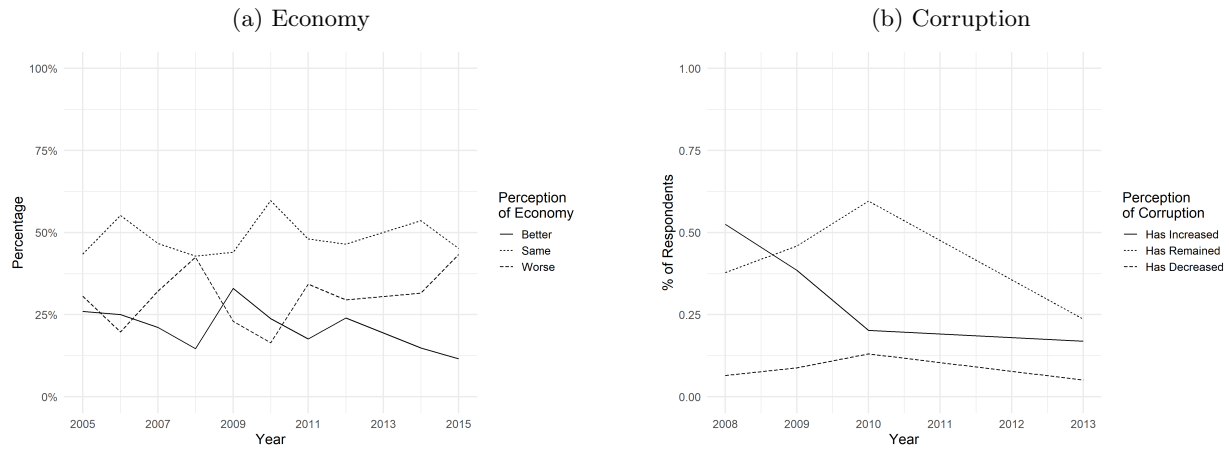 (a) Economy
100%
75%
50%
25%
0%
Percentage
2005
2007
2009
2011
2013
2015
Year
Perception
of Economy
Better
Same
Worse
(b) Corruption
1.00
0.75
0.50
0.25
0.00
% of Respondents
2008
2009
2010
2011
2012
2013
Year
Perception
of Corruption
Has Increased
Has Remained
Has Decreased